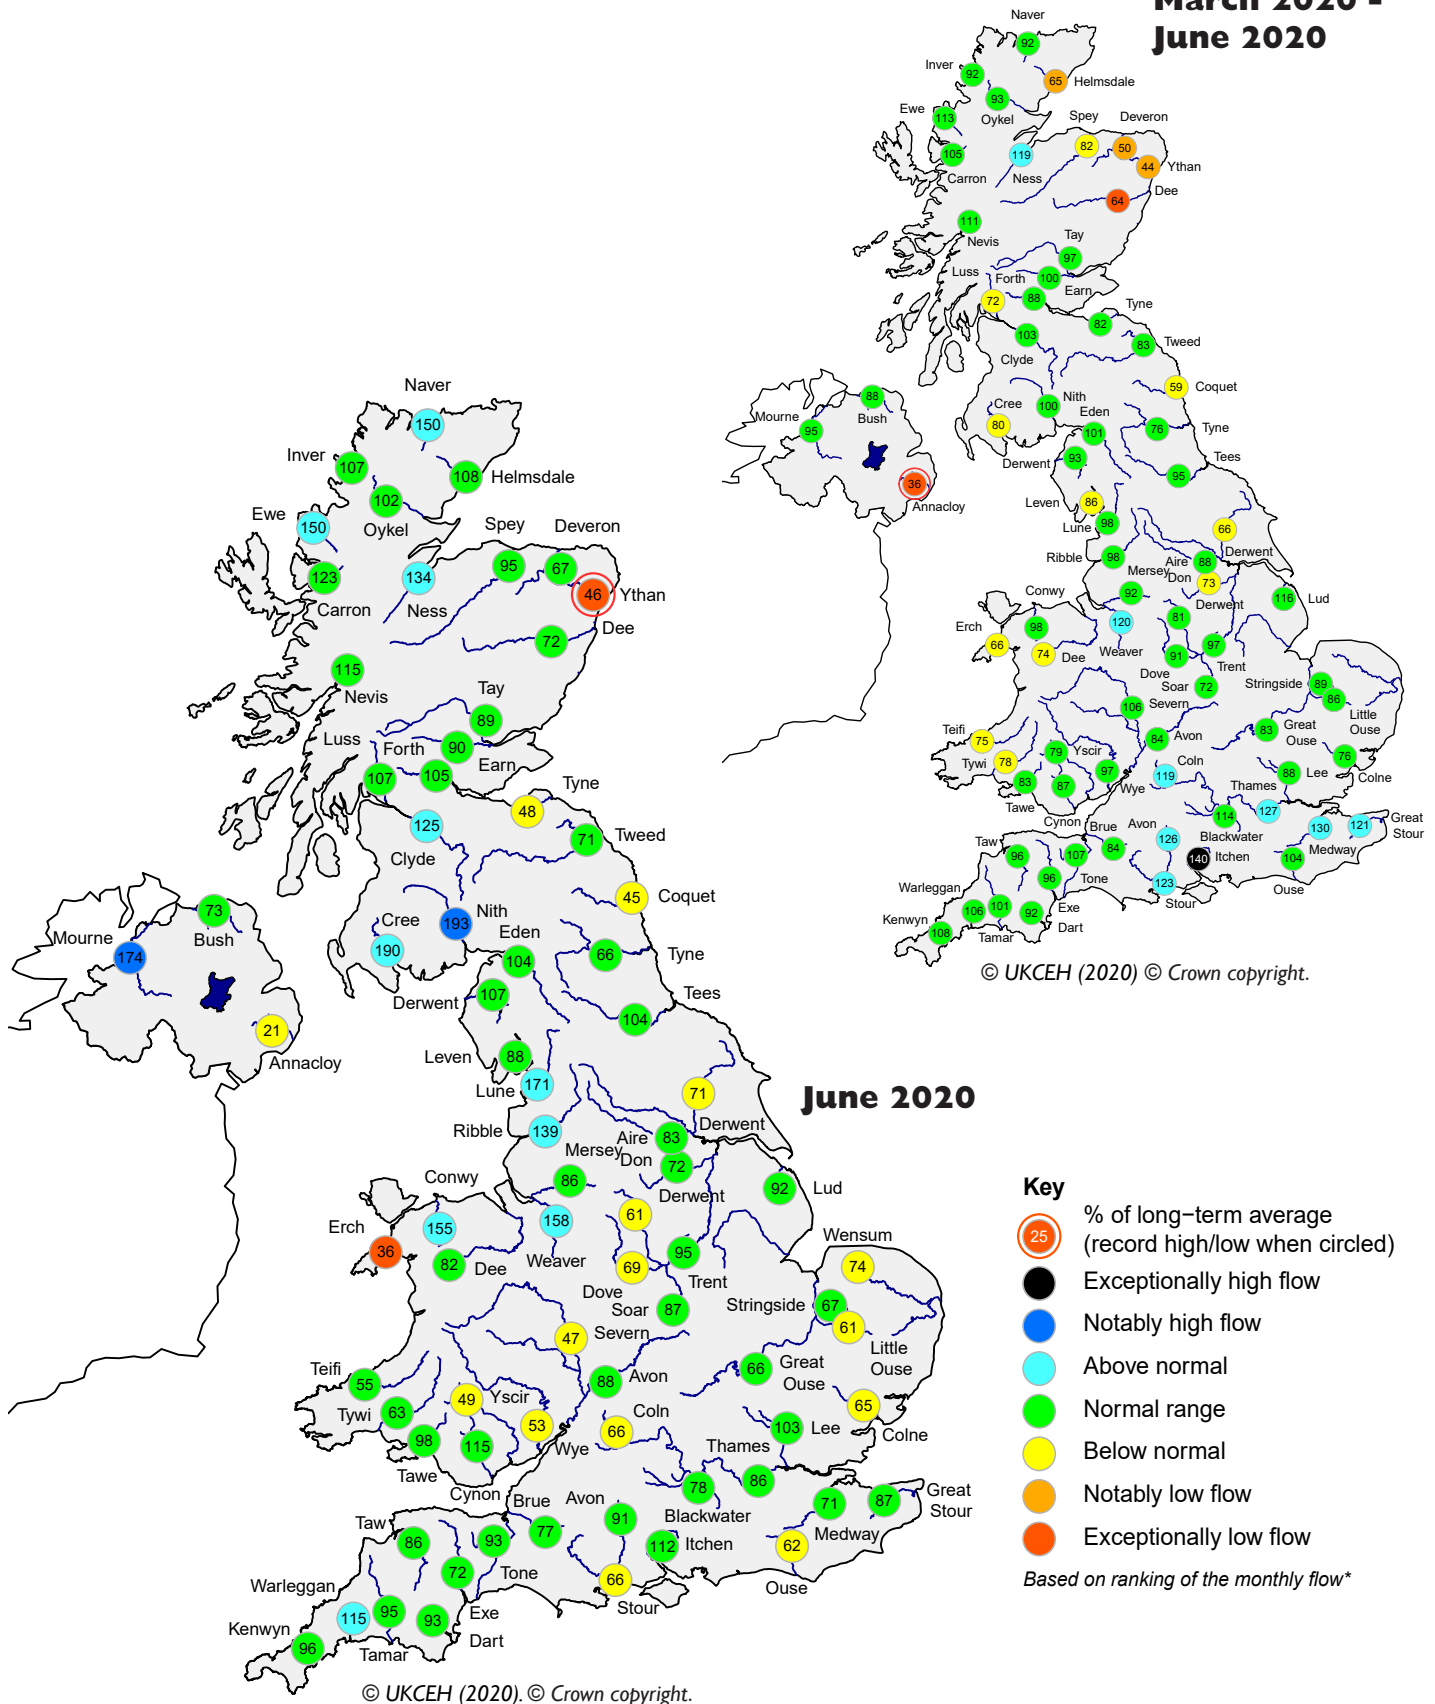 March 2020 -
June 2020
Naver
92
Inver
92
65
Helmsdale
93
Ewe
113
Oykel
Spey
Deveron
119
82
50
105
44
Ythan
Carron
Ness
Dee
64
111
Nevis
Tay
97
Luss
Forth
100
Earn
72
88
Tyne
82
103
83
Tweed
Clyde
59
Coquet
88
Mourne
Bush
95
Cree
Nith
100
80
Eden
101
76
Tyne
Derwent
93
Tees
95
36
Annacloy
Leven
86
Lune
98
66
Derwent
Ribble
98
Aire
88
Mersey
Don
73
92
Derwent
116
Lud
Conwy
98
120
81
Erch
66
74
Dee
Weaver
97
91
Trent
Dove
Soar
72
Stringside
89
86
Little
Ouse
106
Severn
Teifi
75
84
Avon
83
Great
Ouse
79
Yscir
Tywi
78
97
Coln
76
Colne
83
87
Wye
119
88
Lee
Tawe
Thames
127
Cynon
Brue
Avon
114
121
Great
Stour
Taw
126
Blackwater
130
96
107
84
140
Itchen
Medway
104
96
Tone
123
Ouse
Warleggan
Stour
106
101
92
Exe
Kenwyn
108
Tamar
Dart
© UKCEH (2020) © Crown copyright.
Naver
150
Inver
107
108
Helmsdale
102
Ewe
150
Oykel
Spey
Deveron
95
67
123
134
46
Ythan
Carron
Ness
Dee
72
115
Nevis
Tay
89
Luss
Forth
90
Earn
107
105
Tyne
48
125
71
Tweed
Clyde
45
Coquet
73
Mourne
Bush
174
Cree
193
Nith
190
Eden
104
66
Tyne
Derwent
107
Tees
104
21
Annacloy
Leven
88
Lune
171
71
Derwent
June 2020
Ribble
139
Aire
83
Mersey
Don
72
86
Derwent
92
Lud
Conwy
155
158
61
Erch
36
82
Dee
Weaver
95
Wensum
74
69
Trent
Dove
Soar
87
Stringside
67
61
Little
Ouse
47
Severn
Teifi
55
88
Avon
66
Great
Ouse
49
Yscir
Tywi
63
53
Coln
65
Colne
98
115
Wye
66
103
Lee
Tawe
Thames
86
Cynon
Brue
Avon
78
87
Great
Stour
Taw
91
Blackwater
71
86
93
77
112
Itchen
Medway
62
72
Tone
66
Ouse
Warleggan
Stour
115
95
93
Exe
Kenwyn
96
Tamar
Dart
© UKCEH (2020). © Crown copyright.
Key
25
% of long-term average
(record high/low when circled)
Exceptionally high flow
Notably high flow
Above normal
Normal range
Below normal
Notably low flow
Exceptionally low flow
Based on ranking of the monthly flow*